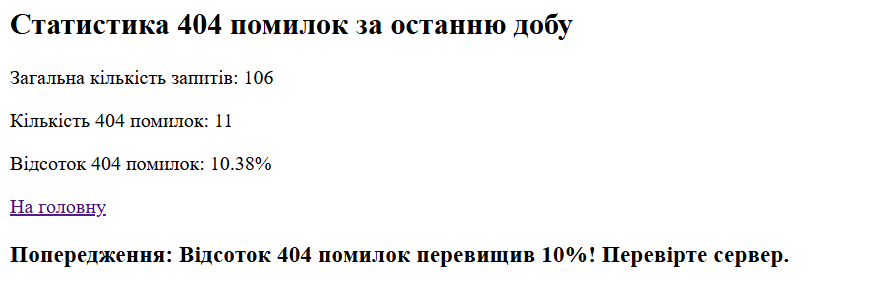 Статистика 404 помилок за останню добу
Загальна кількість запитів: 106
Кількість 404 помилок: 11
Відсоток 404 помилок: 10.38%
На головну
Попередження: Відсоток 404 помилок перевищив 10%! Перевірте сервер.